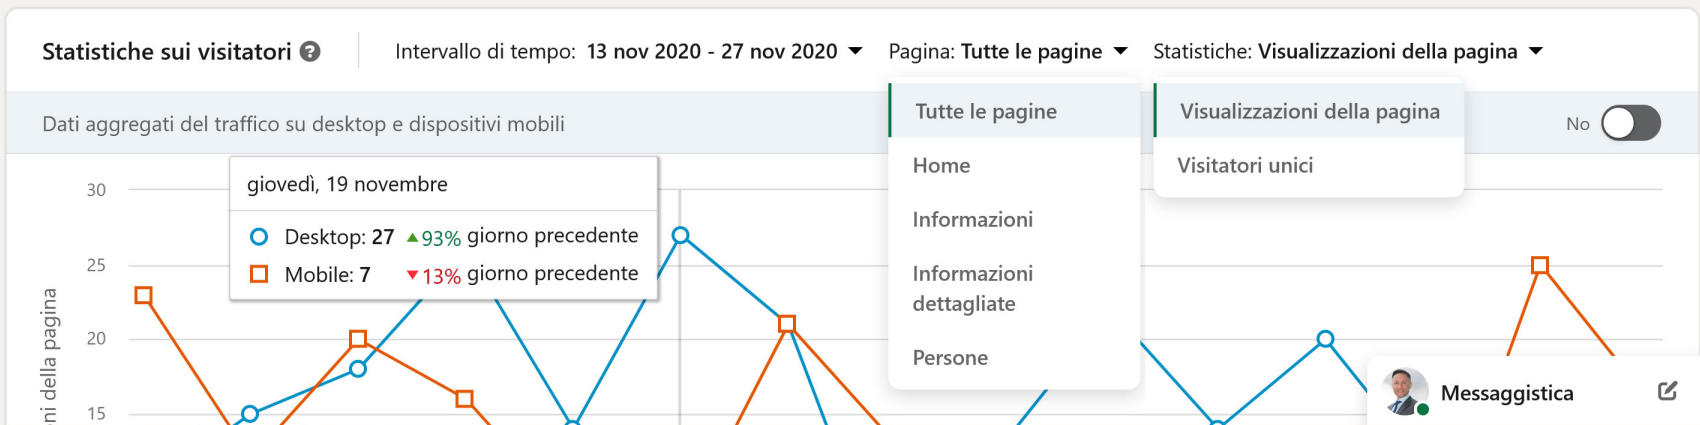 Statistiche sui visitatori ?
Intervallo di tempo: 13 nov 2020 - 27 nov 2020
Pagina: Tutte le pagine
Statistiche: Visualizzazioni della pagina
Dati aggregati del traffico su desktop e dispositivi mobili
No
Tutte le pagine
Home
Informazioni
Informazioni
dettagliate
Persone
Visualizzazioni della pagina
Visitatori unici
giovedì, 19 novembre
Desktop: 27 93% giorno precedente
Mobile: 7 13% giorno precedente
30
25
20
15
ni della pagina
Messaggistica